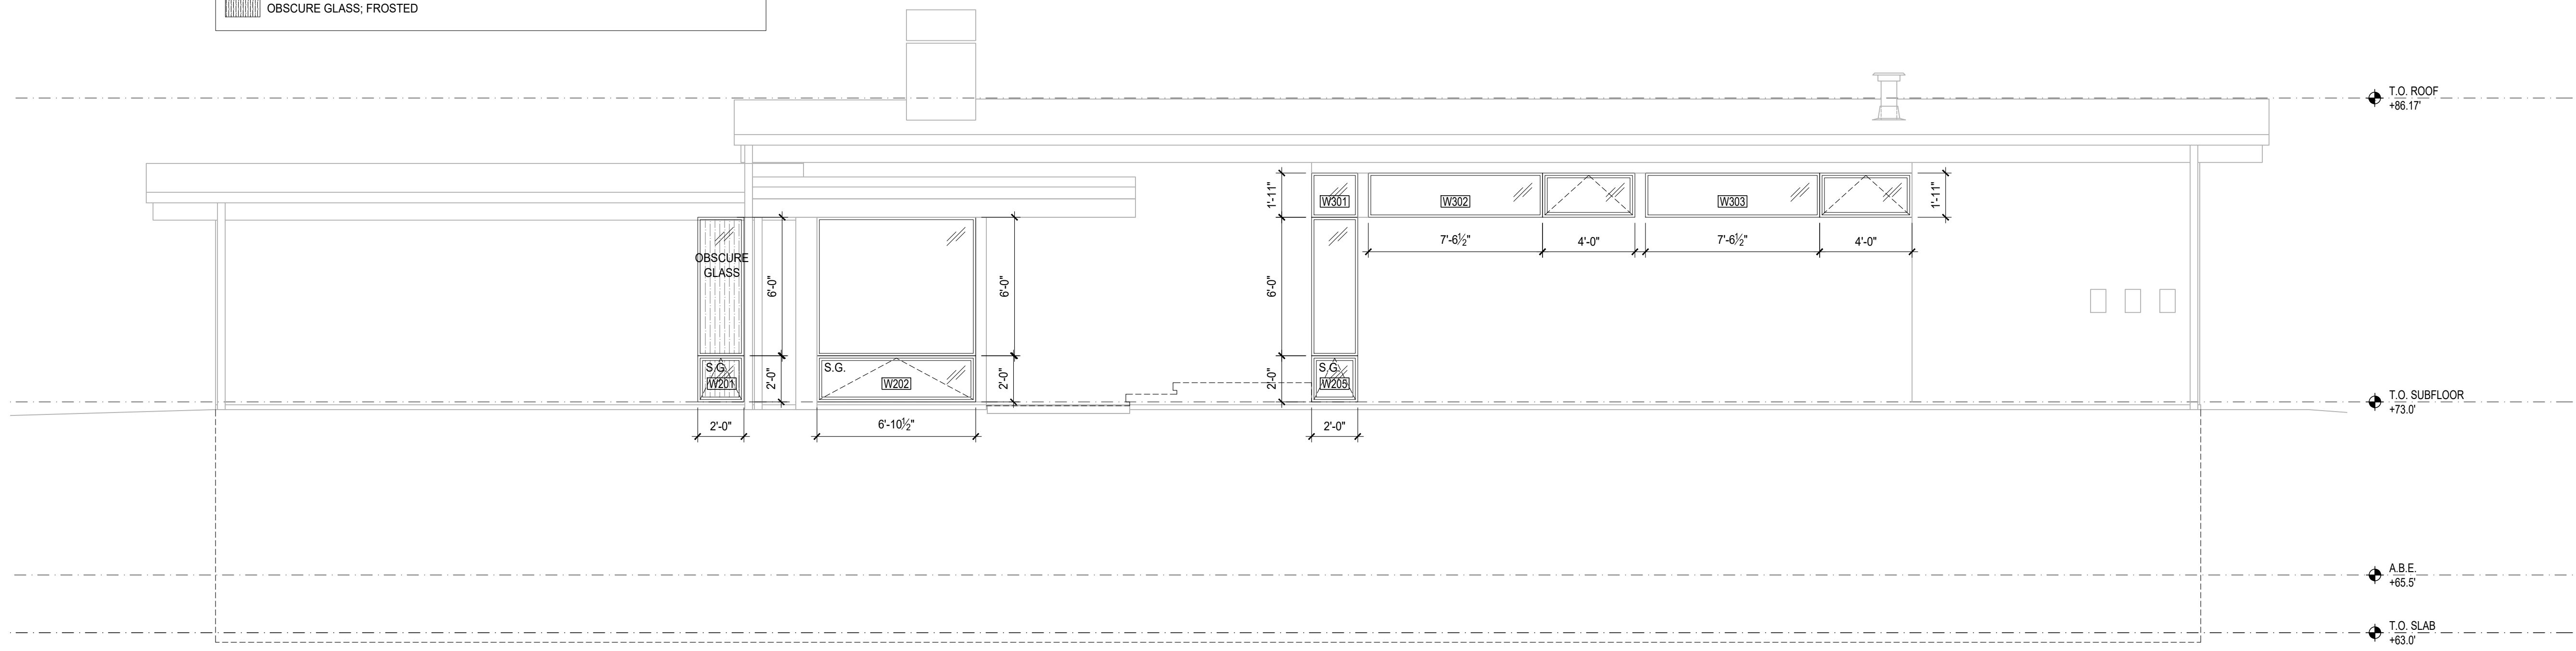 OBSCURE GLASS; FROSTED
T.O. ROOF
+86.17'
1'-11"
W301
W302
W303
1'-11"
7'-6½"
4'-0"
7'-6½"
4'-0"
OBSCURE
GLASS
6'-0"
6'-0"
6'-0"
S.G.
W201
2'-0"
S.G.
W202
2'-0"
2'-0"
S.G.
W205
T.O. SUBFLOOR
+73.0'
2'-0"
6'-10½"
2'-0"
A.B.E.
+65.5'
T.O. SLAB
+63.0'